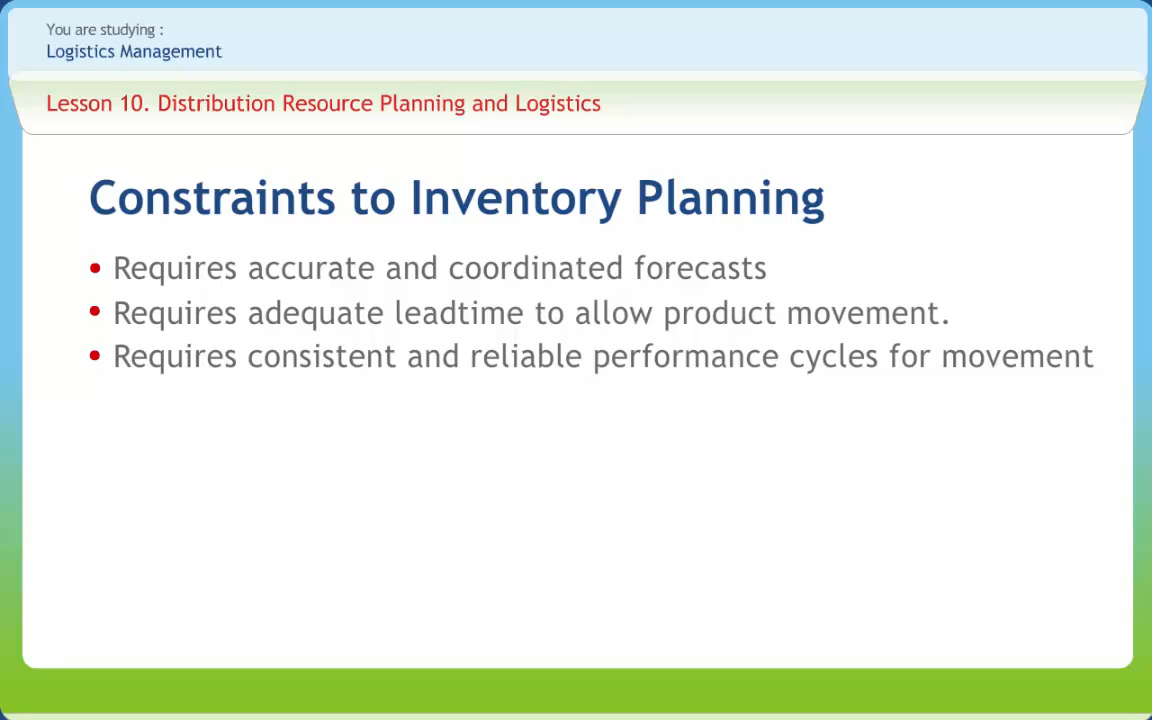 You are studying :
Logistics Management
Lesson 10. Distribution Resource Planning and Logistics
Constraints to Inventory Planning
• Requires accurate and coordinated forecasts
• Requires adequate leadtime to allow product movement.
• Requires consistent and reliable performance cycles for movement